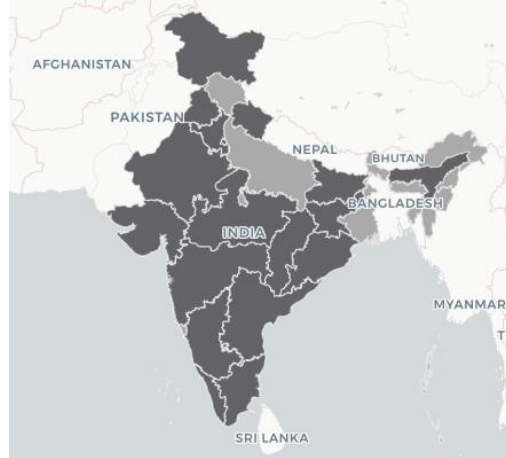 AFGHANISTAN
PAKISTAN
NEPAL
BHUTAN
BANGLADESH
INDIA
MYANMAR
T
SRI LANKA